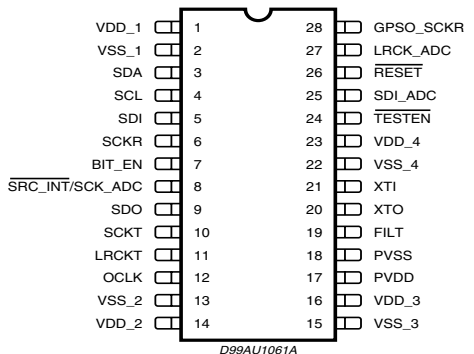 VDD_1 1 28 GPSO_SCKR
VSS_1 2 27 LRCK_ADC
SDA 3 26 RESET
SCL 4 25 SDI_ADC
SDI 5 24 TESTEN
SCKR 6 23 VDD_4
BIT_EN 7 22 VSS_4
SRC_INT/SCK_ADC 8 21 XTI
SDO 9 20 XTO
SCKT 10 19 FILT
LRCKT 11 18 PVSS
OCLK 12 17 PVDD
VSS_2 13 16 VDD_3
VDD_2 14 15 VSS_3
D99AU1061A